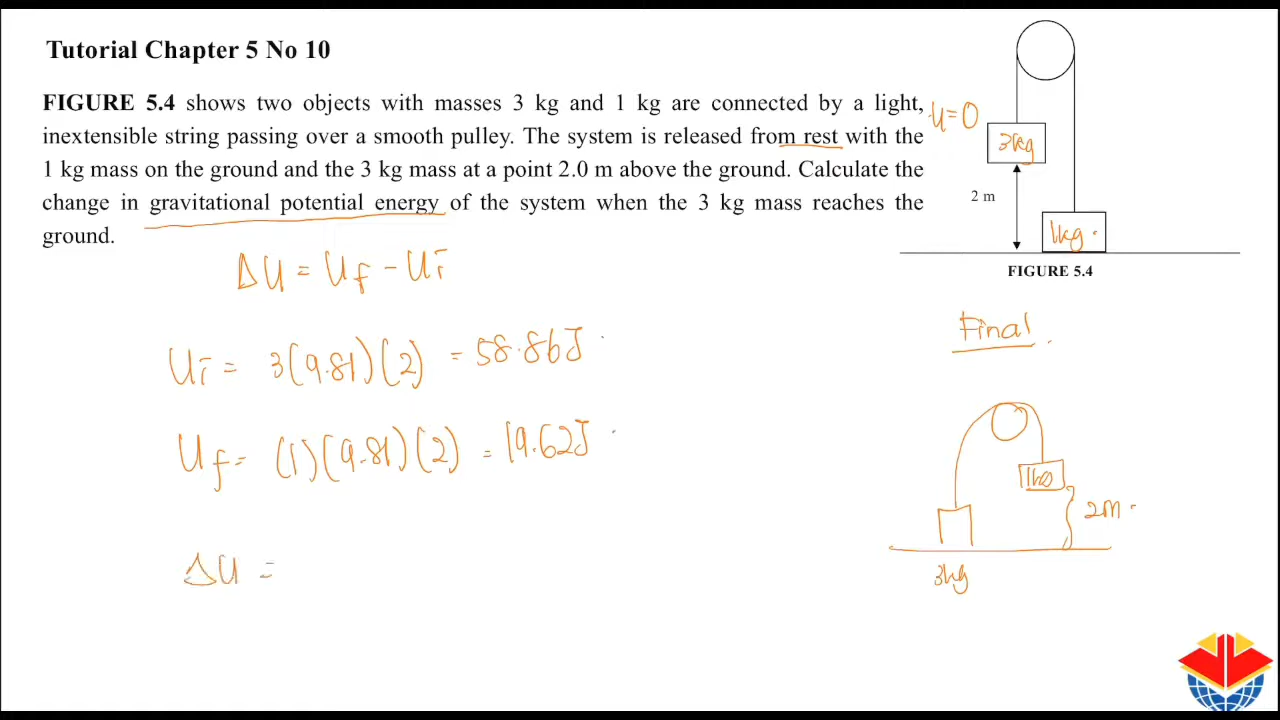 Tutorial Chapter 5 No 10
FIGURE 5.4 shows two objects with masses 3 kg and 1 kg are connected by a light,
inextensible string passing over a smooth pulley. The system is released from rest with the
1 kg mass on the ground and the 3 kg mass at a point 2.0 m above the ground. Calculate the
change in gravitational potential energy of the system when the 3 kg mass reaches the
ground.
u=0
3kg
2 m
1kg
FIGURE 5.4
ΔU = Uf - Ui
Ui = 3(9.81)(2) = 58.86J
Uf = (1)(9.81)(2) = 19.62J
ΔU =
Final
1kg
2m
3kg